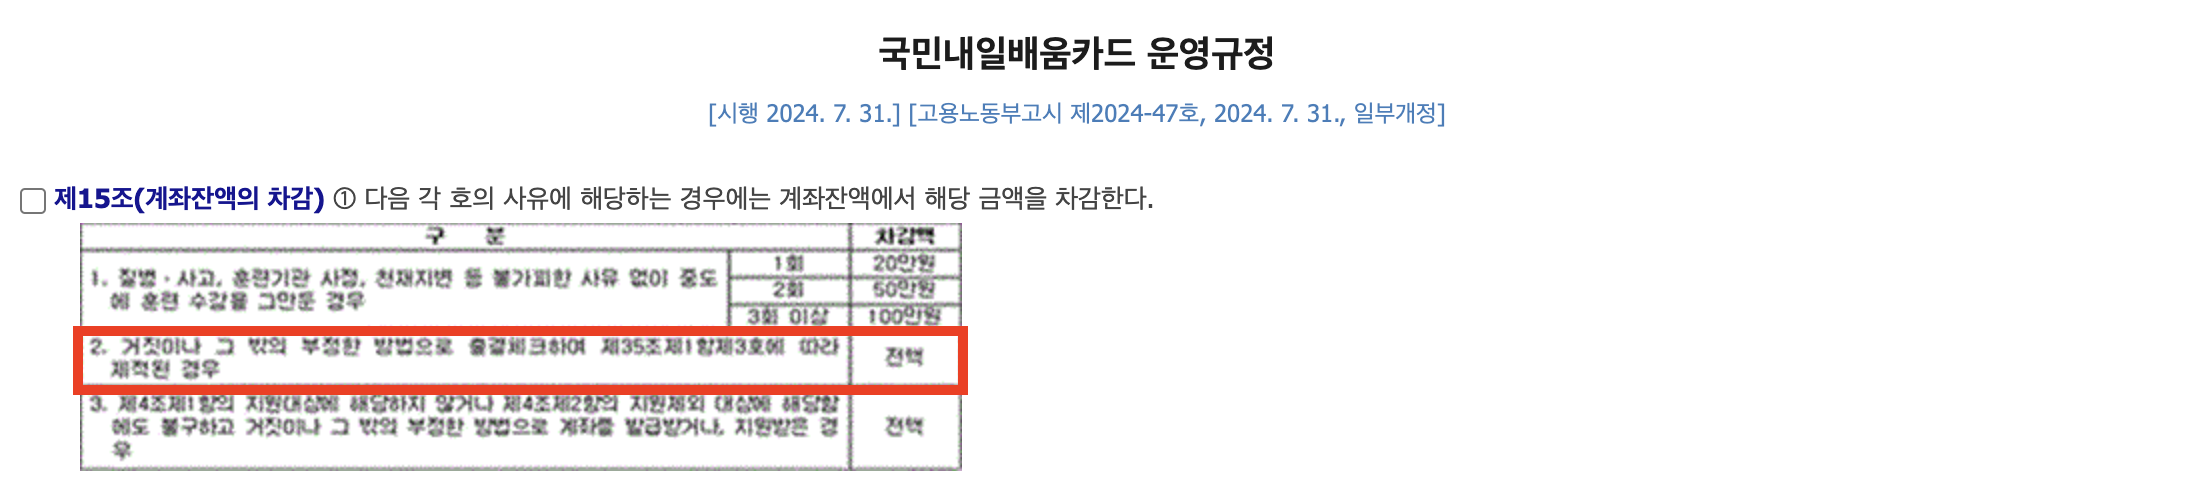 국민내일배움카드 운영규정
[시행 2024. 7. 31.] [고용노동부고시 제2024-47호, 2024. 7. 31., 일부개정]
제15조(계좌잔액의 차감) ① 다음 각 호의 사유에 해당하는 경우에는 계좌잔액에서 해당 금액을 차감한다.
구 분 차감액
1. 질병·사고, 훈련기관 사정, 천재지변 등 불가피한 사유 없이 중도
에 훈련 수강을 그만둔 경우
1회 20만원
2회 50만원
3회 이상 100만원
2. 거짓이나 그 밖의 부정한 방법으로 출결체크하여 제35조제1항제3호에 따라
제적된 경우
전액
3. 제4조제1항의 지원대상에 해당하지 않거나 제4조제2항의 지원제외 대상에 해당함
에도 불구하고 거짓이나 그 밖의 부정한 방법으로 계좌를 발급받거나, 지원받은 경
우
전액